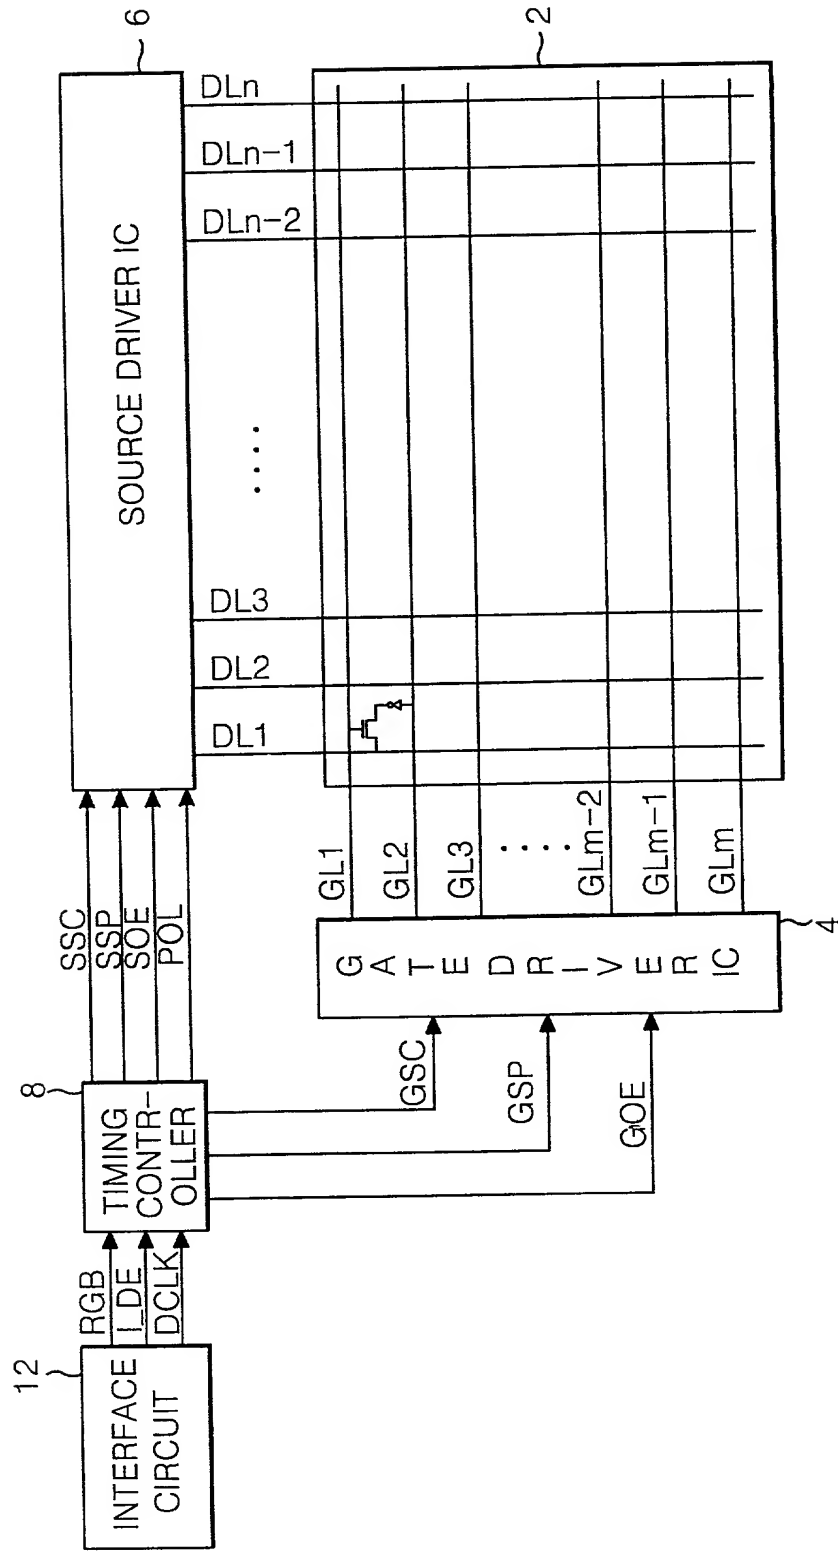 12
INTERFACE
CIRCUIT
RGB
I_DE
DCLK
8
TIMING
CONTR-
OLLER
SSC
SSP
SOE
POL
GSC
GSP
GOE
6
SOURCE DRIVER IC
DL1
DL2
DL3
....
DLn-2
DLn-1
DLn
GATE DRIVER IC
4
GL1
GL2
GL3
....
GLm-2
GLm-1
GLm
2